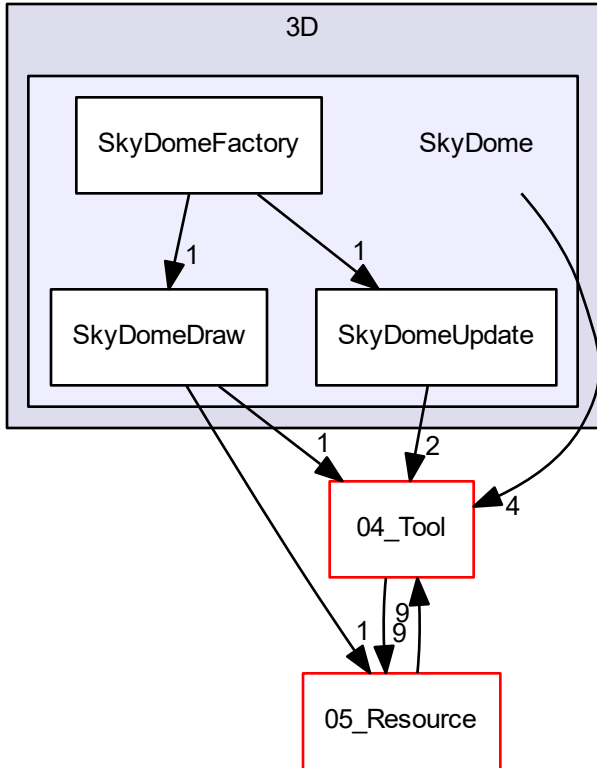 3D
SkyDomeFactory
SkyDome
1
1
SkyDomeDraw
SkyDomeUpdate
1
2
4
04_Tool
9
1
9
05_Resource